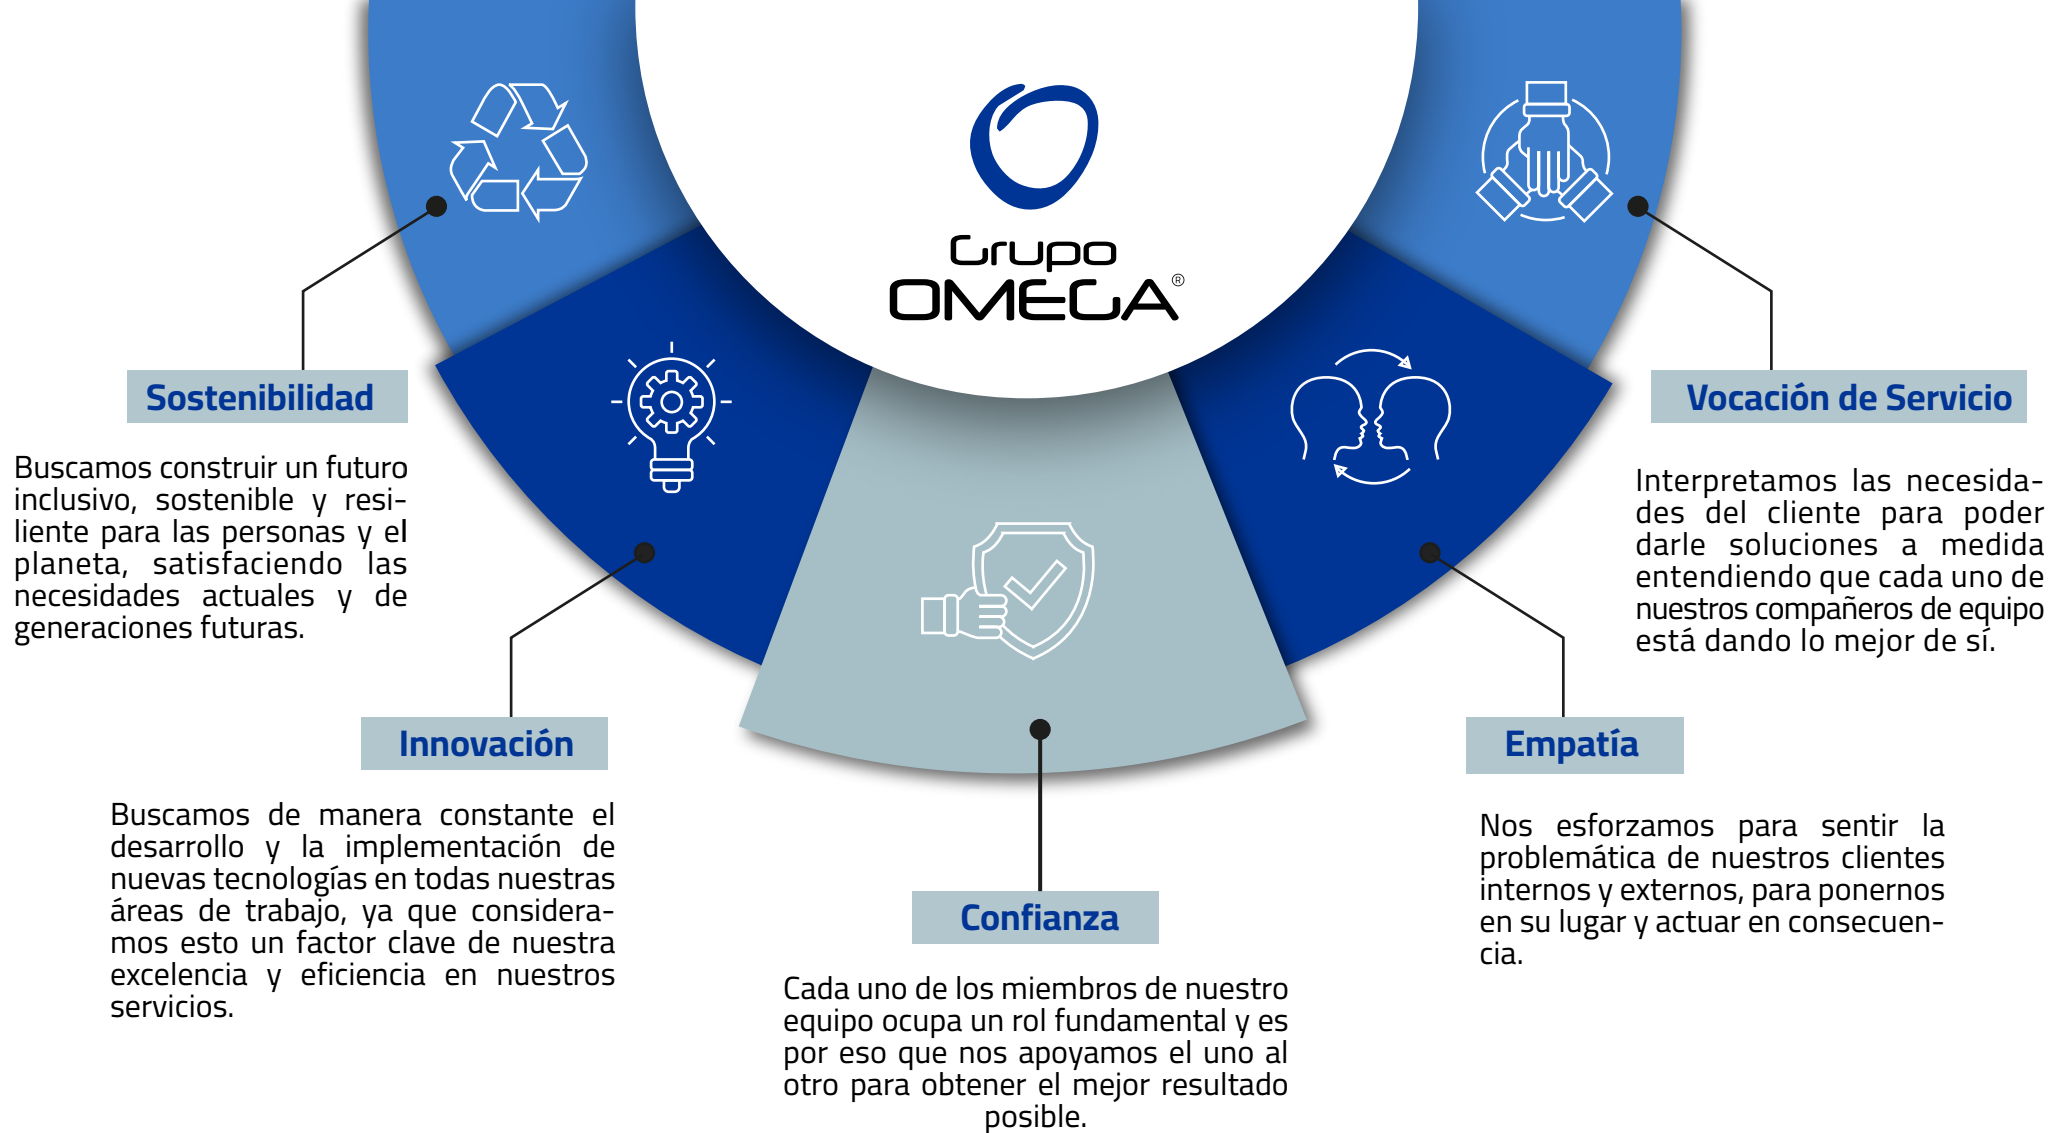 Grupo
OMEGA®
Sostenibilidad
Buscamos construir un futuro
inclusivo, sostenible y resi-
liente para las personas y el
planeta, satisfaciendo las
necesidades actuales y de
generaciones futuras.
Innovación
Buscamos de manera constante el
desarrollo y la implementación de
nuevas tecnologías en todas nuestras
áreas de trabajo, ya que considera-
mos esto un factor clave de nuestra
excelencia y eficiencia en nuestros
servicios.
Confianza
Cada uno de los miembros de nuestro
equipo ocupa un rol fundamental y es
por eso que nos apoyamos el uno al
otro para obtener el mejor resultado
posible.
Empatía
Nos esforzamos para sentir la
problemática de nuestros clientes
internos y externos, para ponernos
en su lugar y actuar en consecuen-
cia.
Vocación de Servicio
Interpretamos las necesida-
des del cliente para poder
darle soluciones a medida
entendiendo que cada uno de
nuestros compañeros de equipo
está dando lo mejor de sí.